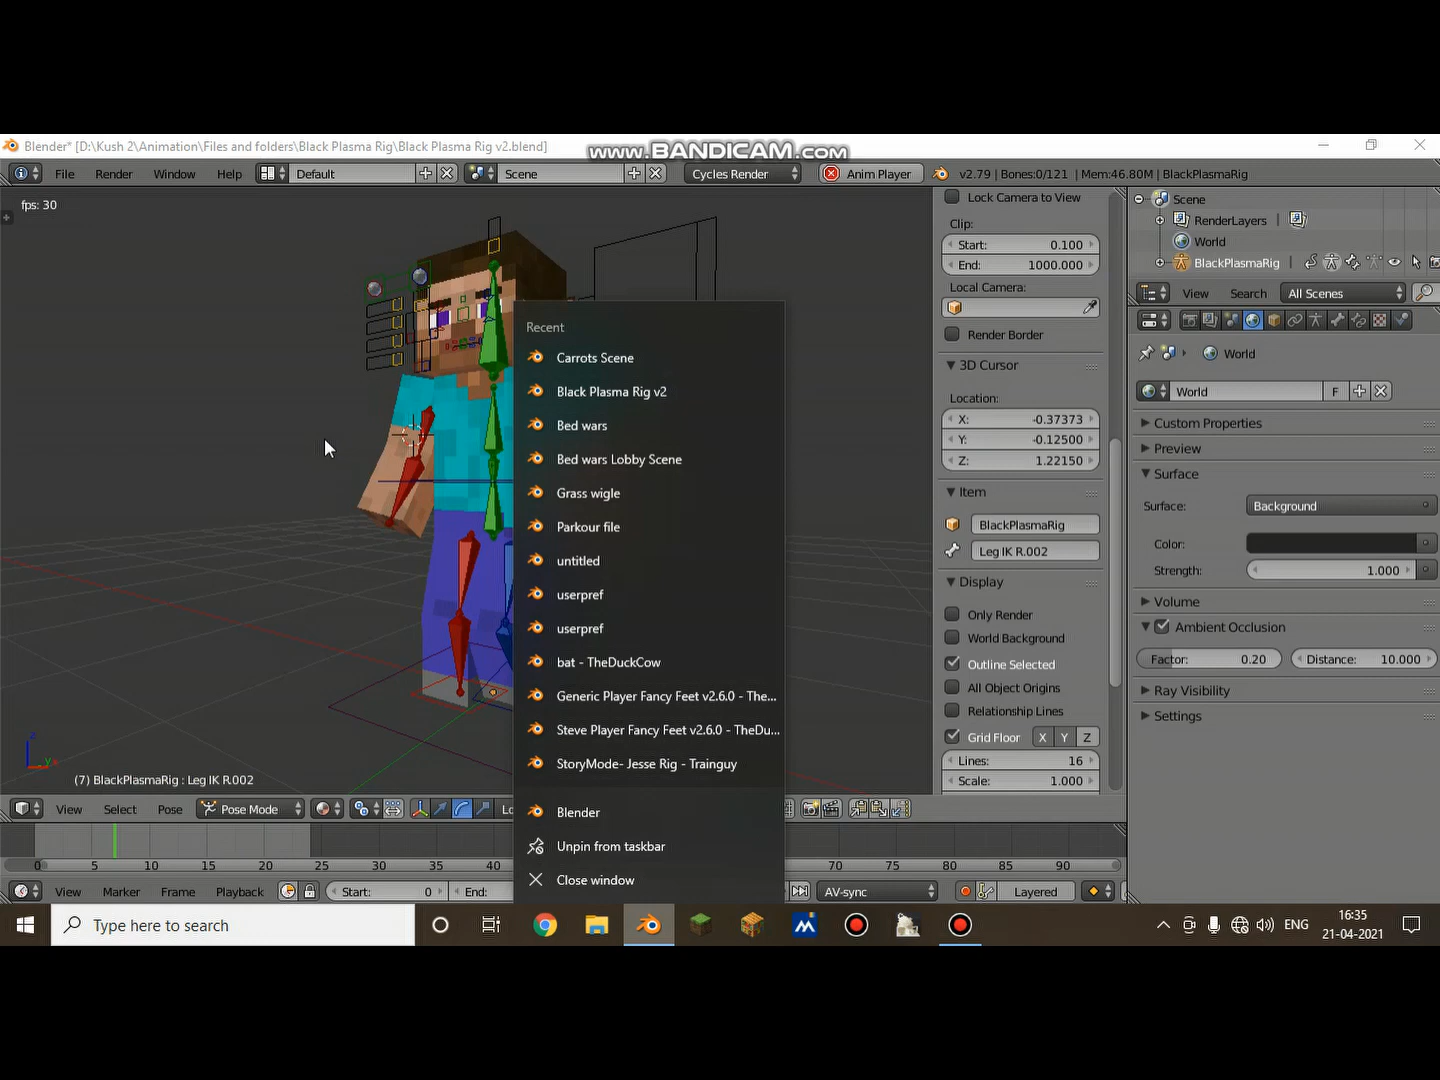 Blender* [D:\Kush 2\Animation\Files and folders\Black Plasma Rig\Black Plasma Rig v2.blend]
www.BANDICAM.com
File Render Window Help Default Scene Cycles Render Anim Player v2.79 | Bones:0/121 | Mem:46.80M | BlackPlasmaRig
fps: 30
Lock Camera to View
Clip:
Start: 0.100
End: 1000.000
Local Camera:
Render Border
3D Cursor
Location:
X: -0.37373
Y: -0.12500
Z: 1.22150
Item
BlackPlasmaRig
Leg IK R.002
Display
Only Render
World Background
Outline Selected
All Object Origins
Relationship Lines
Grid Floor X Y Z
Lines: 16
Scale: 1.000
Scene
RenderLayers |
World
BlackPlasmaRig |
View Search All Scenes
World
World F
Custom Properties
Preview
Surface
Surface: Background
Color:
Strength: 1.000
Volume
Ambient Occlusion
Factor: 0.20 Distance: 10.000
Ray Visibility
Settings
Recent
Carrots Scene
Black Plasma Rig v2
Bed wars
Bed wars Lobby Scene
Grass wigle
Parkour file
untitled
userpref
userpref
bat - TheDuckCow
Generic Player Fancy Feet v2.6.0 - The...
Steve Player Fancy Feet v2.6.0 - TheDu...
StoryMode- Jesse Rig - Trainguy
Blender
Unpin from taskbar
Close window
z
y
(7) BlackPlasmaRig : Leg IK R.002
View Select Pose Pose Mode Lo
0 5 10 15 20 25 30 35 40 70 75 80 85 90
View Marker Frame Playback Start: 0 End: AV-sync Layered
Type here to search
ENG
16:35
21-04-2021